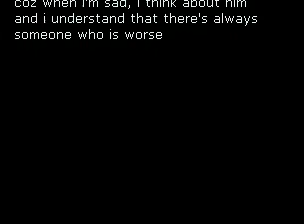 coz when I'm sad, i think about him
and i understand that there's always
someone who is worse